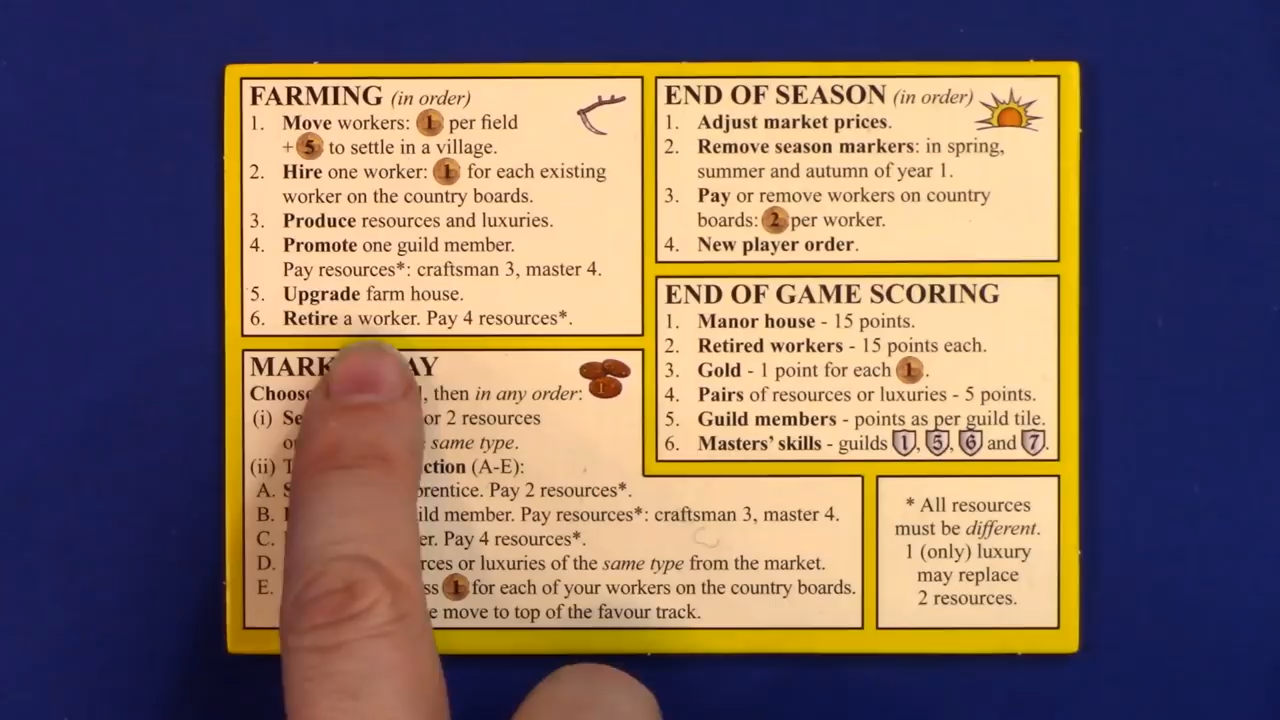 FARMING (in order)
1. Move workers: 1 per field
+ 5 to settle in a village.
2. Hire one worker: 1 for each existing
worker on the country boards.
3. Produce resources and luxuries.
4. Promote one guild member.
Pay resources*: craftsman 3, master 4.
5. Upgrade farm house.
6. Retire a worker. Pay 4 resources*.
Choose then in any order:
(i) or 2 resources
same type.
(ii) (A-E):
A. Pay 2 resources*.
B. member. Pay resources*: craftsman 3, master 4.
C. Pay 4 resources*.
D. or luxuries of the same type from the market.
E. 1 for each of your workers on the country boards.
move to top of the favour track.
1
END OF SEASON (in order)
1. Adjust market prices.
2. Remove season markers: in spring,
summer and autumn of year 1.
3. Pay or remove workers on country
boards: 2 per worker.
4. New player order.
END OF GAME SCORING
1. Manor house - 15 points.
2. Retired workers - 15 points each.
3. Gold - 1 point for each 1.
4. Pairs of resources or luxuries - 5 points.
5. Guild members - points as per guild tile.
6. Masters' skills - guilds 1, 5, 6 and 7.
* All resources
must be different.
1 (only) luxury
may replace
2 resources.